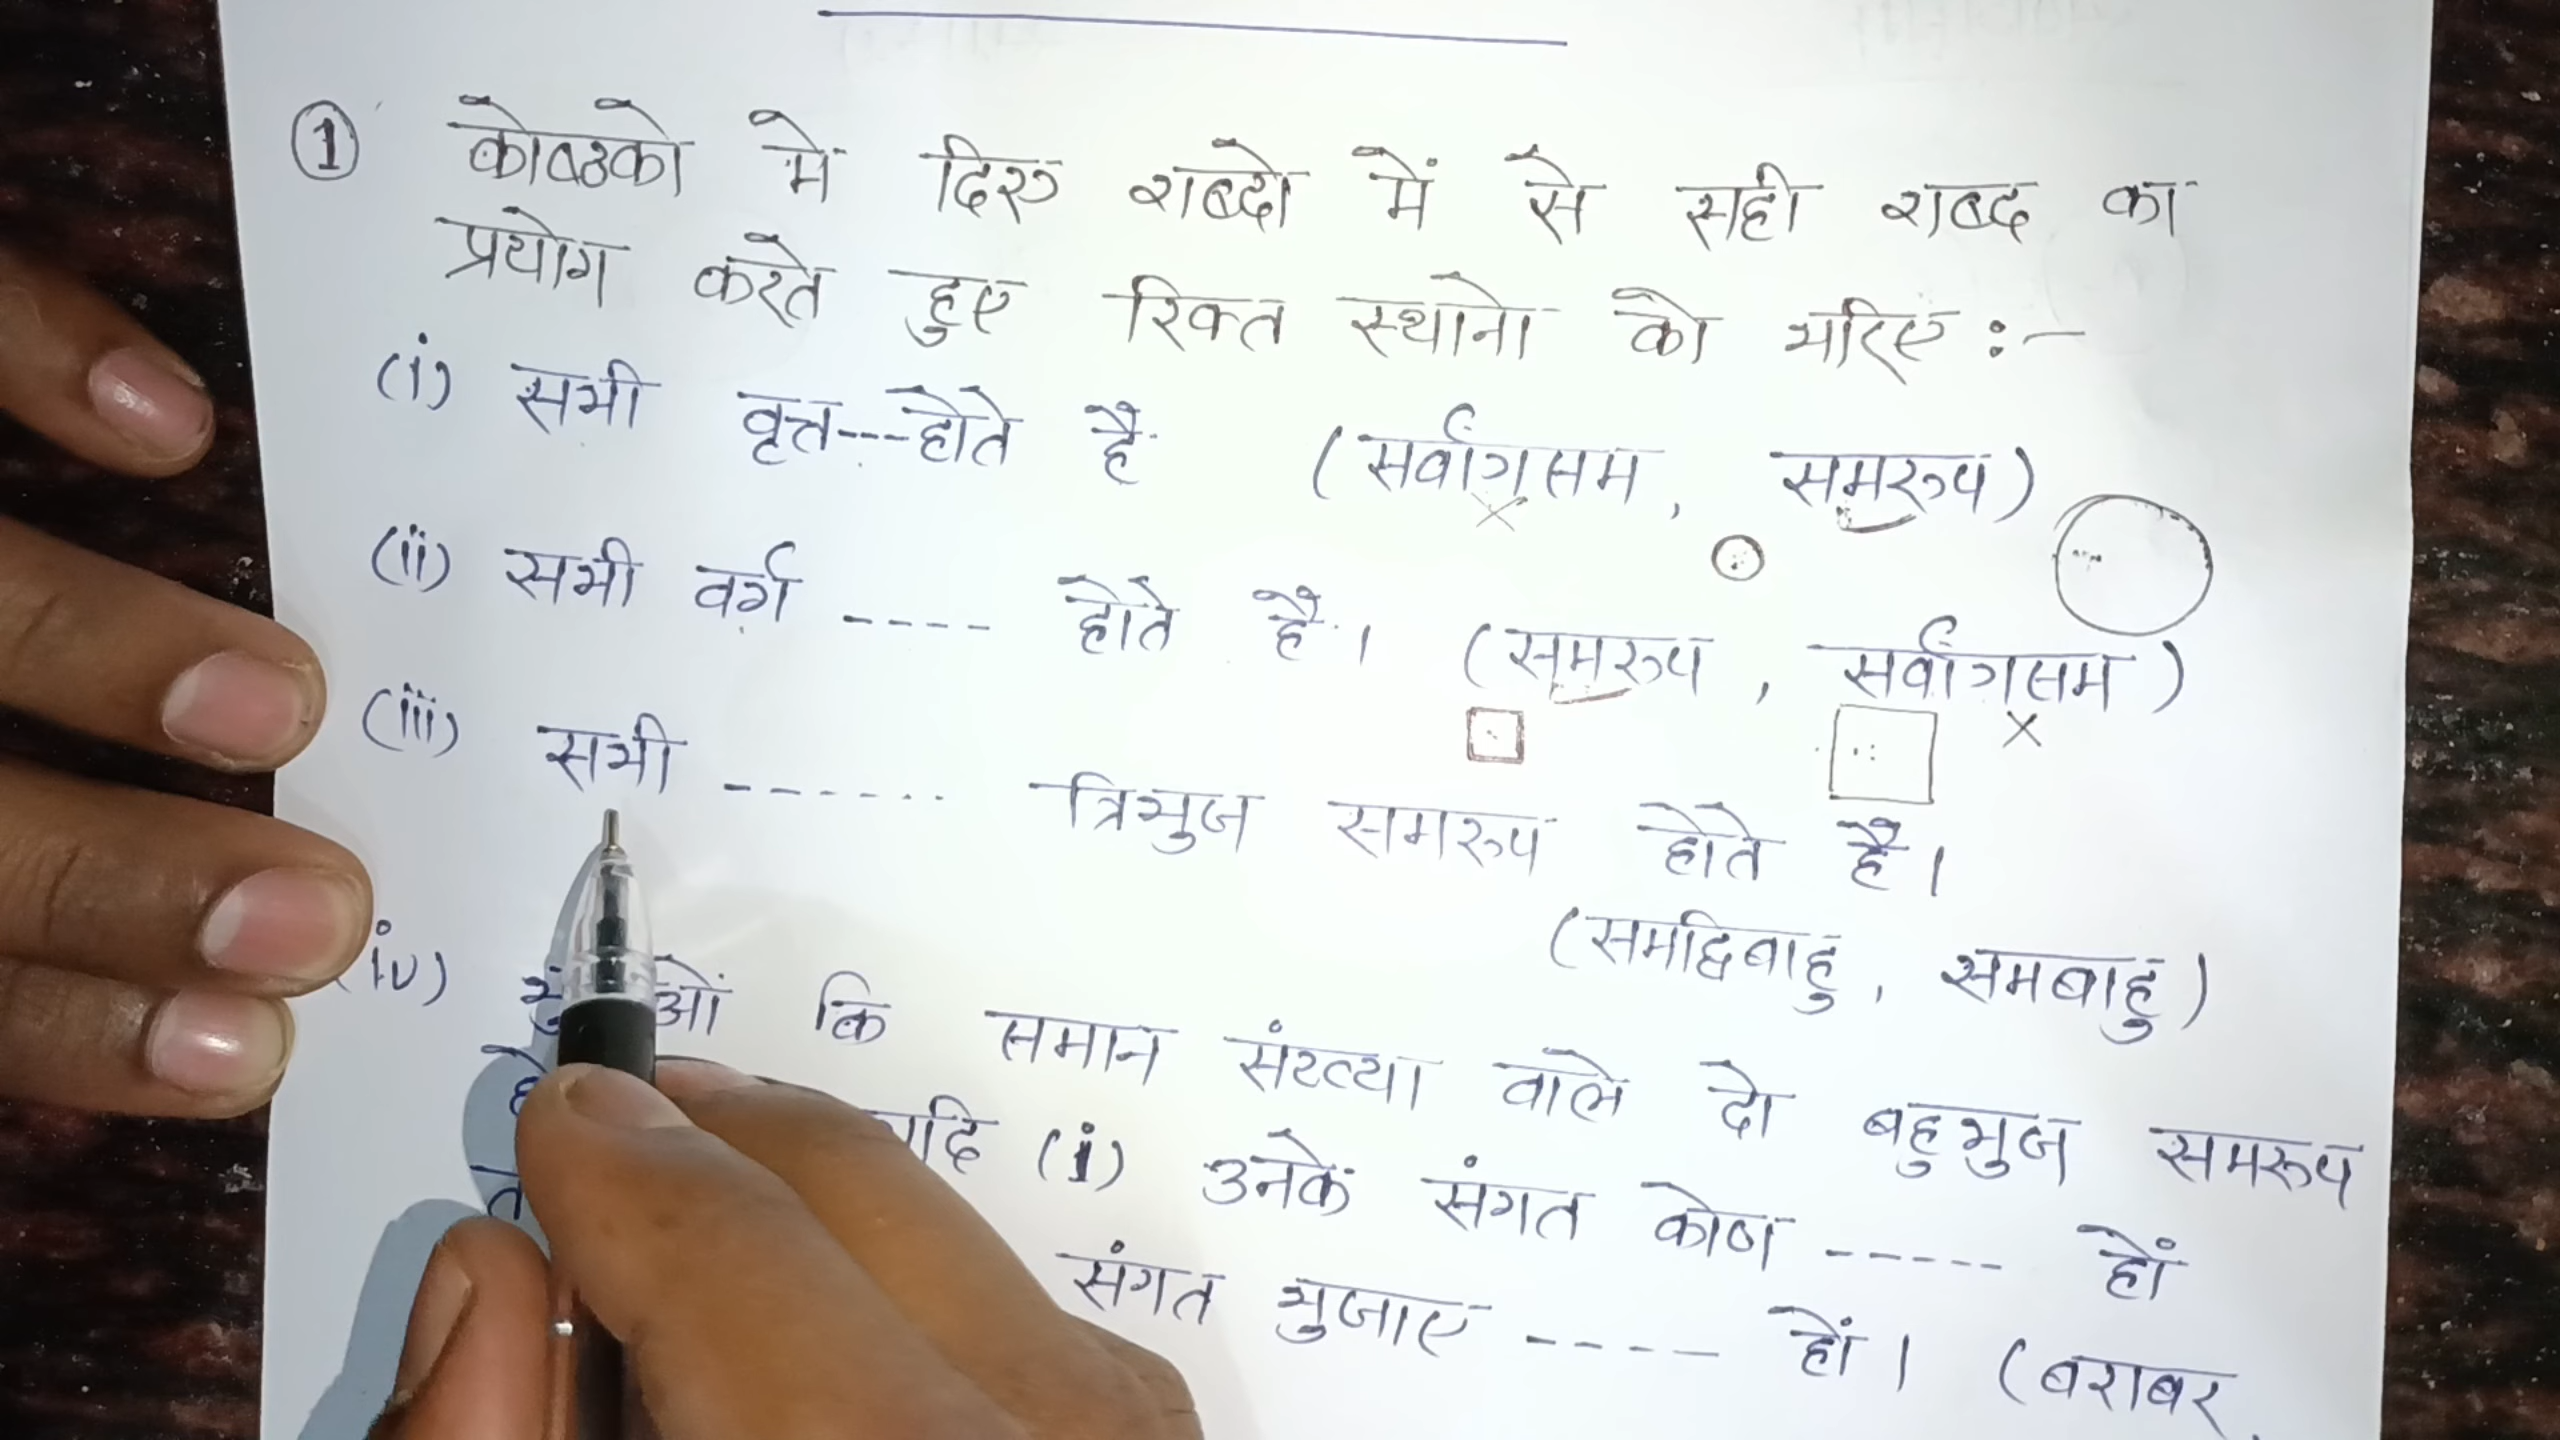 ① कोष्ठको मे दिए शब्दो में से सही शब्द का
प्रयोग करते हुए रिक्त स्थानो को भरिए :-
(i) सभी वृत्त---होते है (सर्वांगसम, समरुप)
(ii) सभी वर्ग ---- होते हैं। (समरुप, सर्वांगसम)
(iii) सभी ------ त्रिभुज समरुप होते है।
(समद्विबाहु, समबाहु)
(iv) कि समान संख्या वाले दो बहुभुज समरुप
यदि (i) उनके संगत कोण ----- हों
संगत भुजाए ---- हों। (बराबर,